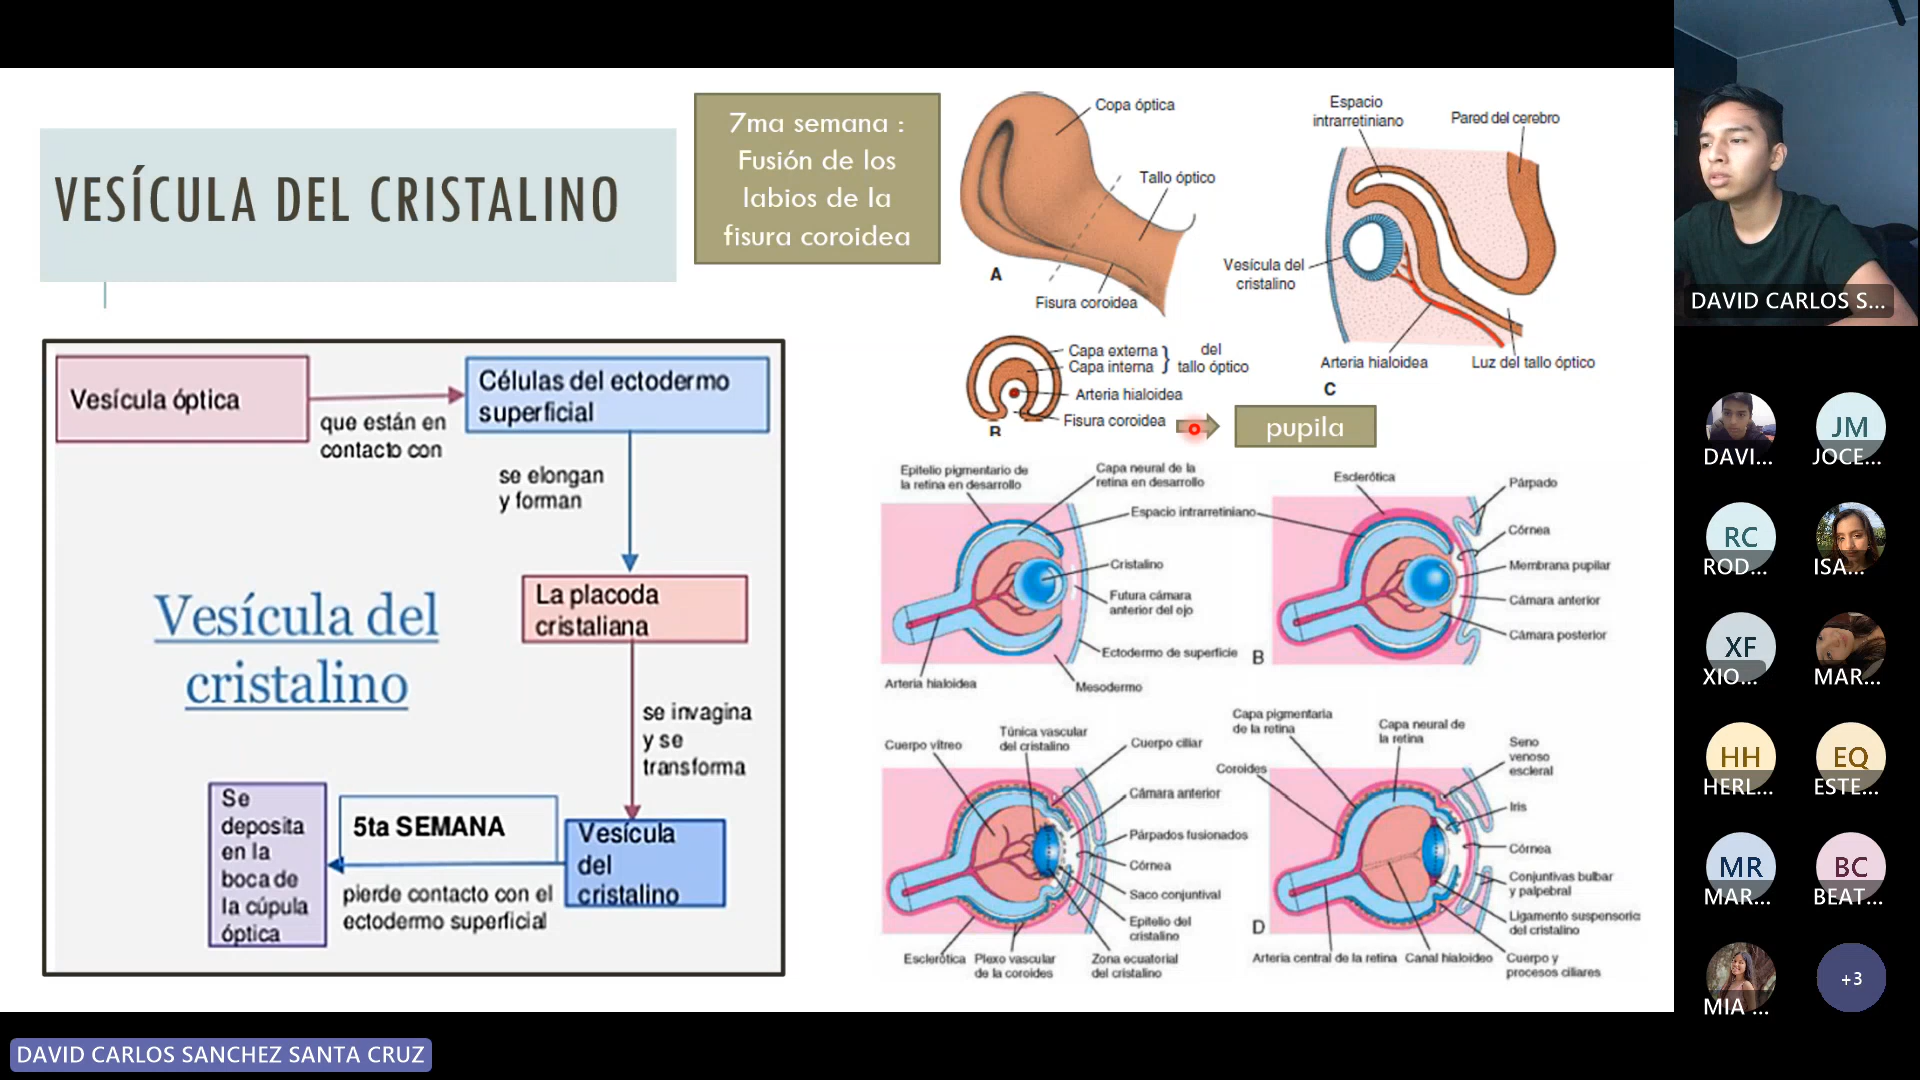 VESÍCULA DEL CRISTALINO
7ma semana :
Fusión de los
labios de la
fisura coroidea
Vesícula óptica
que están en
contacto con
Células del ectodermo
superficial
se elongan
y forman
La placoda
cristaliana
se invagina
y se
transforma
Vesícula
del
cristalino
5ta SEMANA
pierde contacto con el
ectodermo superficial
Se
deposita
en la
boca de
la cúpula
óptica
Vesícula del
cristalino
Copa óptica
Tallo óptico
A
Fisura coroidea
Espacio
intrarretiniano
Pared del cerebro
Vesícula del
cristalino
Arteria hialoidea
Luz del tallo óptico
C
Capa externa
Capa interna
} del
tallo óptico
Arteria hialoidea
Fisura coroidea
B
pupila
Epitelio pigmentario de
la retina en desarrollo
Capa neural de la
retina en desarrollo
Espacio intrarretiniano
Cristalino
Futura cámara
anterior del ojo
Ectodermo de superficie
Arteria hialoidea
Mesodermo
B
Esclerótica
Párpado
Córnea
Membrana pupilar
Cámara anterior
Cámara posterior
Cuerpo vítreo
Túnica vascular
del cristalino
Cuerpo ciliar
Cámara anterior
Párpados fusionados
Córnea
Saco conjuntival
Epitelio del
cristalino
Esclerótica
Plexo vascular
de la coroides
Zona ecuatorial
del cristalino
Capa pigmentaria
de la retina
Capa neural de
la retina
Coroides
Seno
venoso
escleral
Iris
Córnea
Conjuntivas bulbar
y palpebral
Ligamento suspensorio
del cristalino
D
Arteria central de la retina
Canal hialoideo
Cuerpo y
procesos ciliares
DAVID CARLOS S...
DAVI...
JM
JOCE...
RC
ROD...
ISA...
XF
XIO...
MAR...
HH
HERL...
EQ
ESTE...
MR
MAR...
BC
BEAT...
MIA ...
+3
DAVID CARLOS SANCHEZ SANTA CRUZ